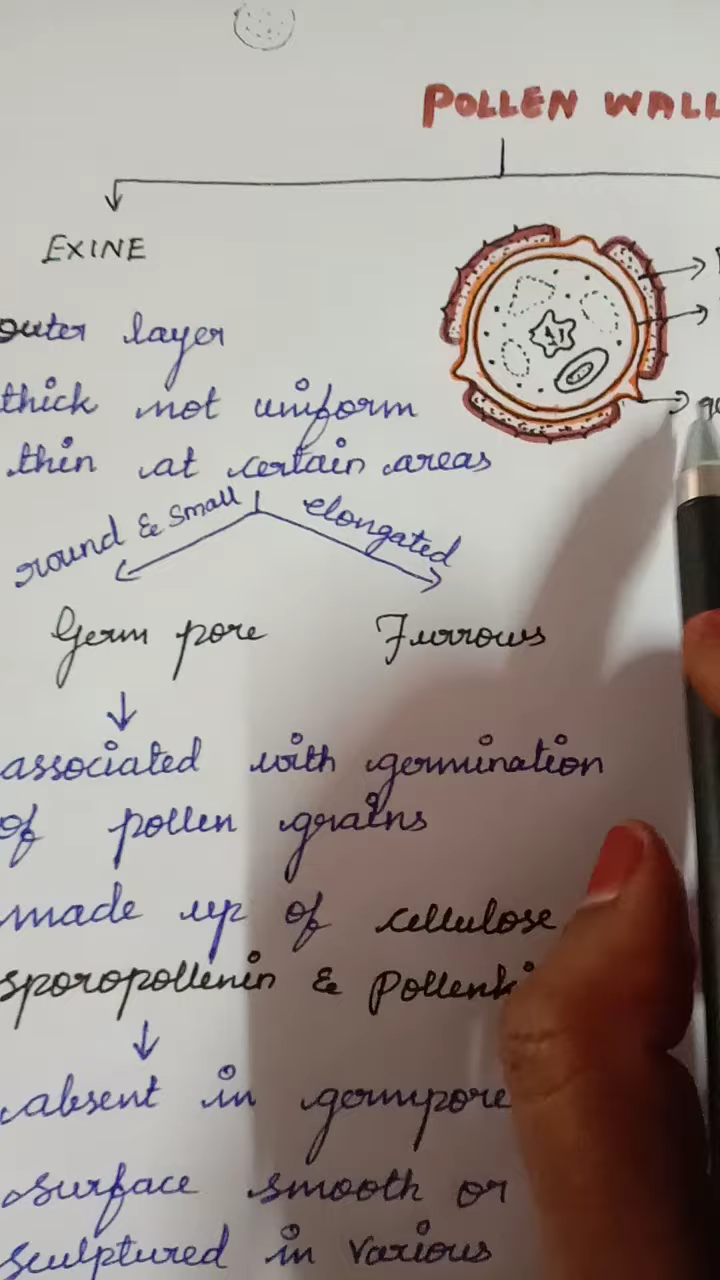 POLLEN WALL
EXINE
outer layer
thick not uniform
thin at certain areas
round & small
elongated
Germ pore
Furrows
associated with germination
of pollen grains
made up of cellulose
sporopollenin &
absent in germpore
surface smooth or
sculptured in various